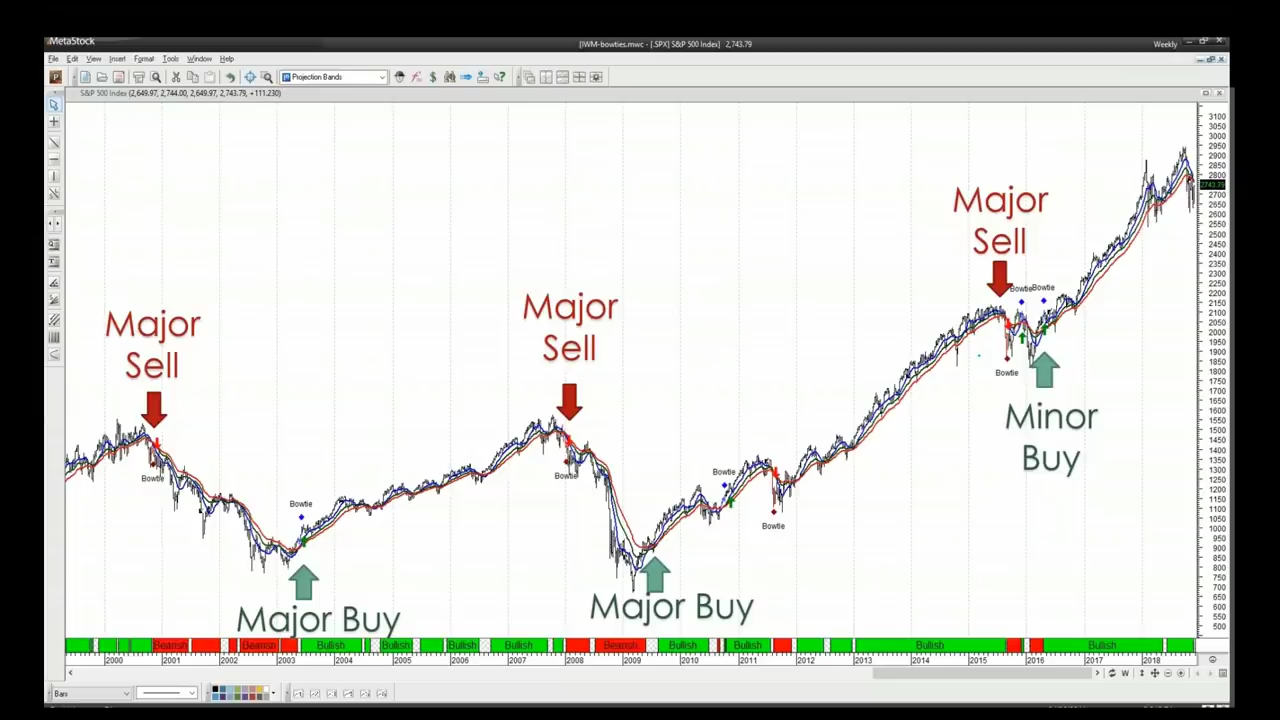 MetaStock
[IWM-bowties.mwc - [.SPX] S&P 500 Index] 2,743.79
Weekly
File Edit View Insert Format Tools Window Help
Projection Bands
S&P 500 Index (2,649.97, 2,744.00, 2,649.97, 2,743.79, +111.230)
3100
3050
3000
2950
2900
2850
2800
2743.79
2700
2650
2600
2550
2500
2450
2400
2350
2300
2250
2200
2150
2100
2050
2000
1950
1900
1850
1800
1750
1700
1650
1600
1550
1500
1450
1400
1350
1300
1250
1200
1150
1100
1050
1000
950
900
850
800
750
700
650
600
550
500
Major
Sell
Major
Sell
Major
Sell
Bowtie
Bowtie
Bowtie
Bowtie
Bowtie
Bowtie
Bowtie
Bowtie
Minor
Buy
Major Buy
Major Buy
Bearish Bearish Bullish Bullish Bullish Bullish Bearish Bullish Bullish Bullish Bullish
2000 2001 2002 2003 2004 2005 2006 2007 2008 2009 2010 2011 2012 2013 2014 2015 2016 2017 2018
W
Bars